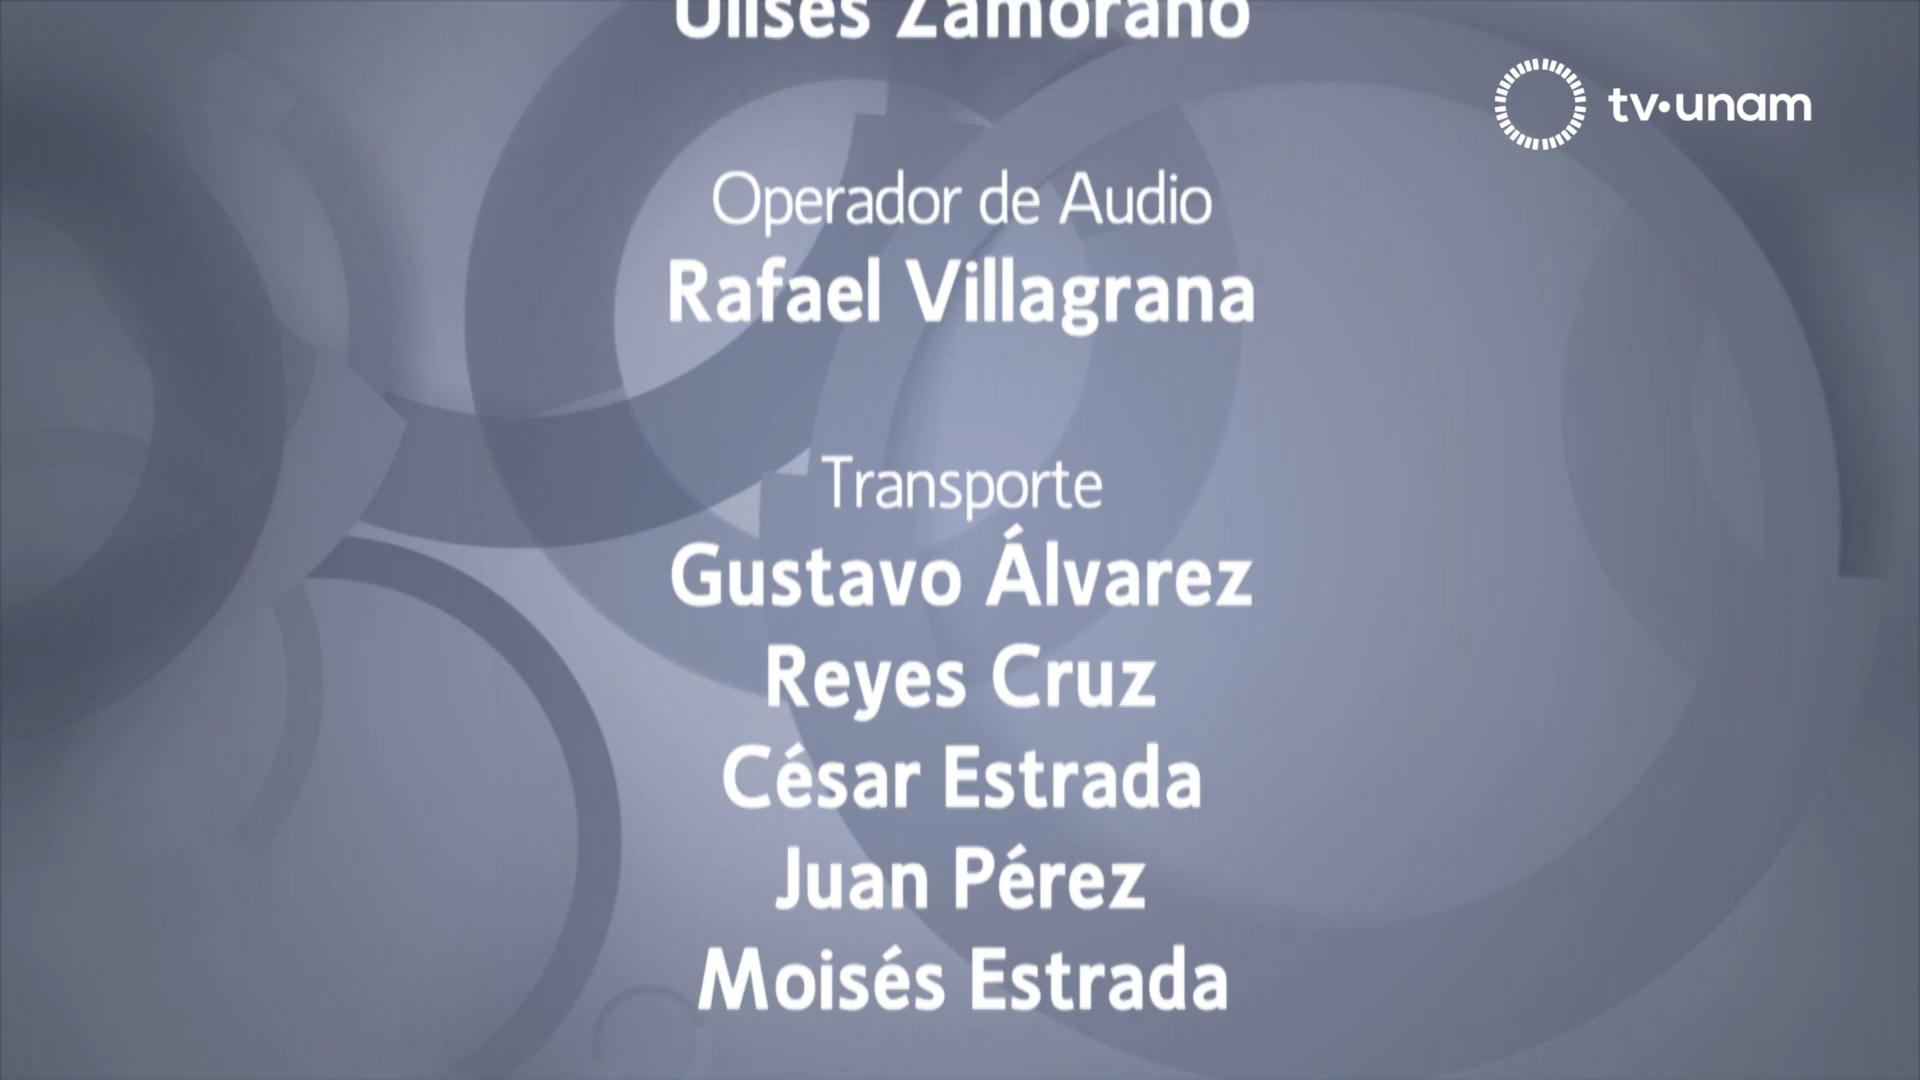 Ulises Zamorano
tv·unam
Operador de Audio
Rafael Villagrana
Transporte
Gustavo Álvarez
Reyes Cruz
César Estrada
Juan Pérez
Moisés Estrada